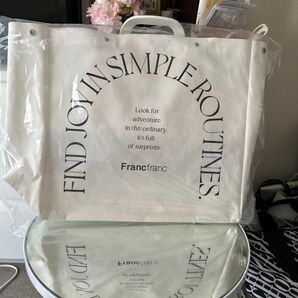 FIND JOY IN SIMPLE ROUTINES.
Look for
adventure
in the ordinary.
it's full
of surprises.
Francfranc